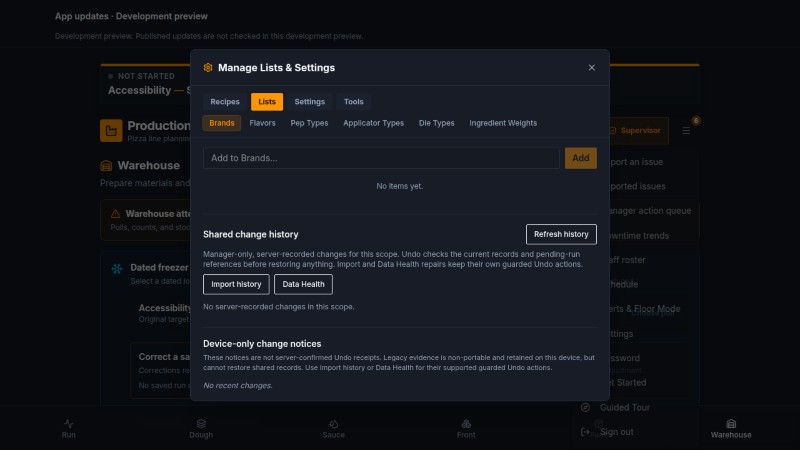 App updates · Development preview
Development preview. Published updates are not checked in this development preview.
NOT STARTED
Accessibility — S
Production
Pizza line planning
Supervisor
6
Warehouse
Prepare materials and
Warehouse atte
Pulls, counts, and stoc
Dated freezer
Select a dated lo
Accessibility
Original target
Correct a sa
Corrections re
No saved run
Manage Lists & Settings
Recipes
Lists
Settings
Tools
Brands
Flavors
Pep Types
Applicator Types
Die Types
Ingredient Weights
Add to Brands...
Add
No items yet.
Shared change history
Refresh history
Manager-only, server-recorded changes for this scope. Undo checks the current records and pending-run
references before restoring anything. Import and Data Health repairs keep their own guarded Undo actions.
Import history
Data Health
No server-recorded changes in this scope.
Device-only change notices
These notices are not server-confirmed Undo receipts. Legacy evidence is non-portable and retained on this device, but
cannot restore shared records. Use Import history or Data Health for their supported guarded Undo actions.
No recent changes.
port an issue
ported issues
anager action queue
owntime trends
aff roster
hedule
erts & Floor Mode
ttings
assword
et Started
Guided Tour
Sign out
Run
Dough
Sauce
Front
Warehouse